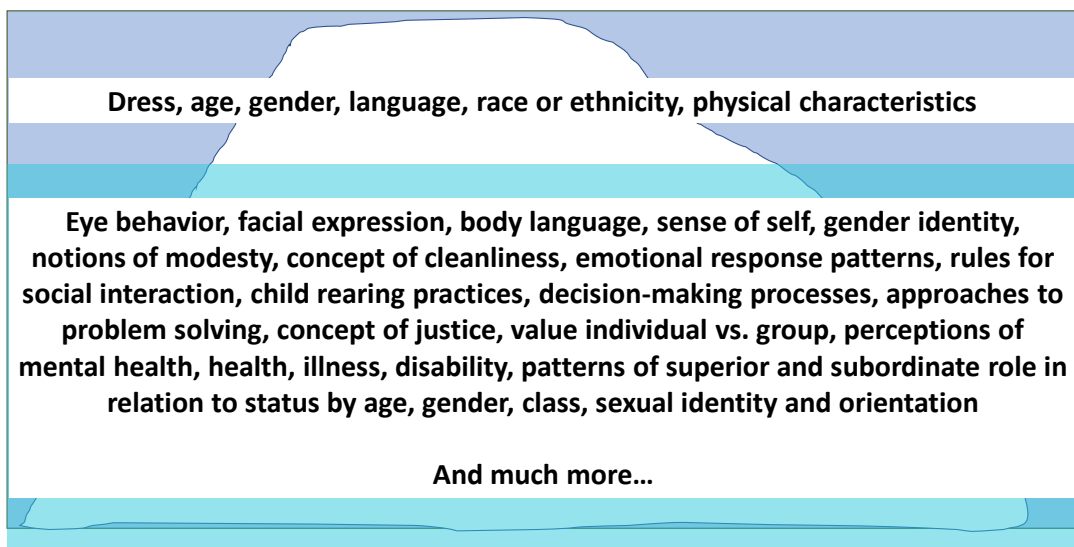 Dress, age, gender, language, race or ethnicity, physical characteristics
Eye behavior, facial expression, body language, sense of self, gender identity,
notions of modesty, concept of cleanliness, emotional response patterns, rules for
social interaction, child rearing practices, decision-making processes, approaches to
problem solving, concept of justice, value individual vs. group, perceptions of
mental health, health, illness, disability, patterns of superior and subordinate role in
relation to status by age, gender, class, sexual identity and orientation
And much more…